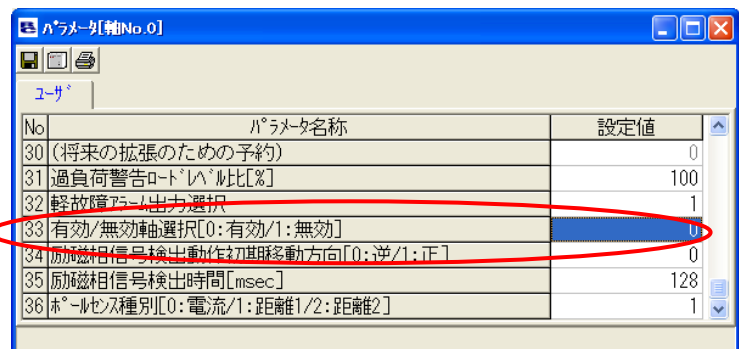 パラメータ[軸No.0]
ユーザ
No パラメータ名称 設定値
30 (将来の拡張のための予約) 0
31 過負荷警告ロードレベル比[%] 100
32 軽故障アラーム出力選択 1
33 有効/無効軸選択[0:有効/1:無効] 0
34 励磁相信号検出動作初期移動方向[0:逆/1:正] 0
35 励磁相信号検出時間[msec] 128
36 ポールセンス種別[0:電流/1:距離1/2:距離2] 1